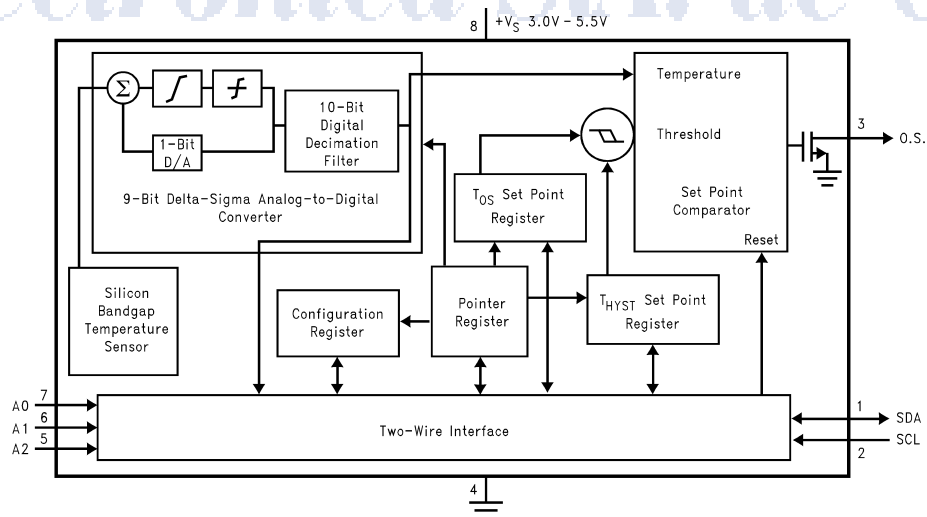 8
+VS 3.0V – 5.5V
Σ
1-Bit
D/A
10-Bit
Digital
Decimation
Filter
9-Bit Delta-Sigma Analog-to-Digital
Converter
Temperature
Threshold
Set Point
Comparator
Reset
3
O.S.
TOS Set Point
Register
Silicon
Bandgap
Temperature
Sensor
Configuration
Register
Pointer
Register
THYST Set Point
Register
A0
7
A1
6
A2
5
Two-Wire Interface
1
SDA
SCL
2
4